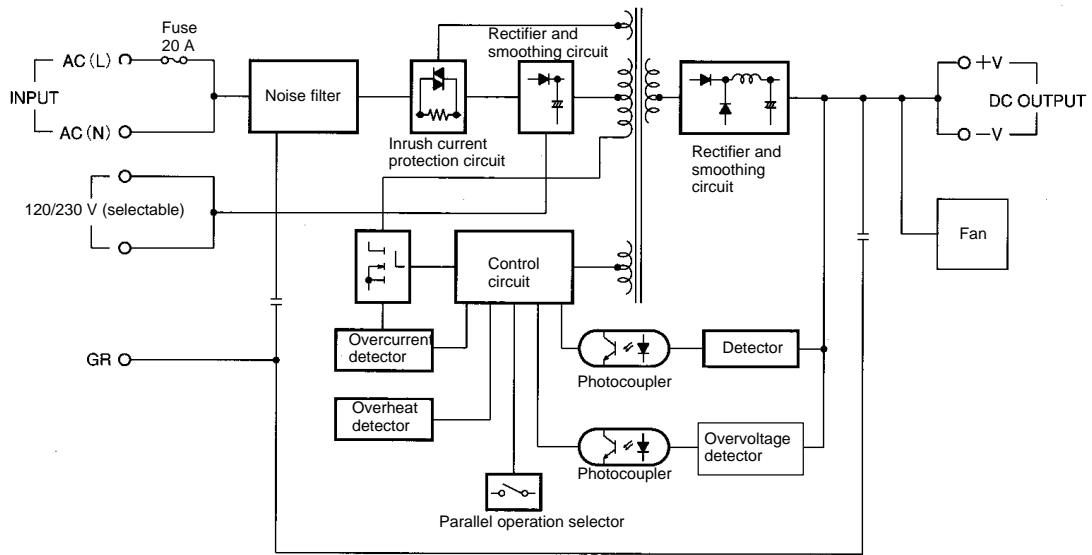 Fuse
20 A
AC (L)
INPUT
AC (N)
Noise filter
Rectifier and
smoothing circuit
Inrush current
protection circuit
Rectifier and
smoothing
circuit
+V
DC OUTPUT
−V
120/230 V (selectable)
Fan
Control
circuit
Overcurrent
detector
GR
Detector
Photocoupler
Overheat
detector
Overvoltage
detector
Photocoupler
Parallel operation selector